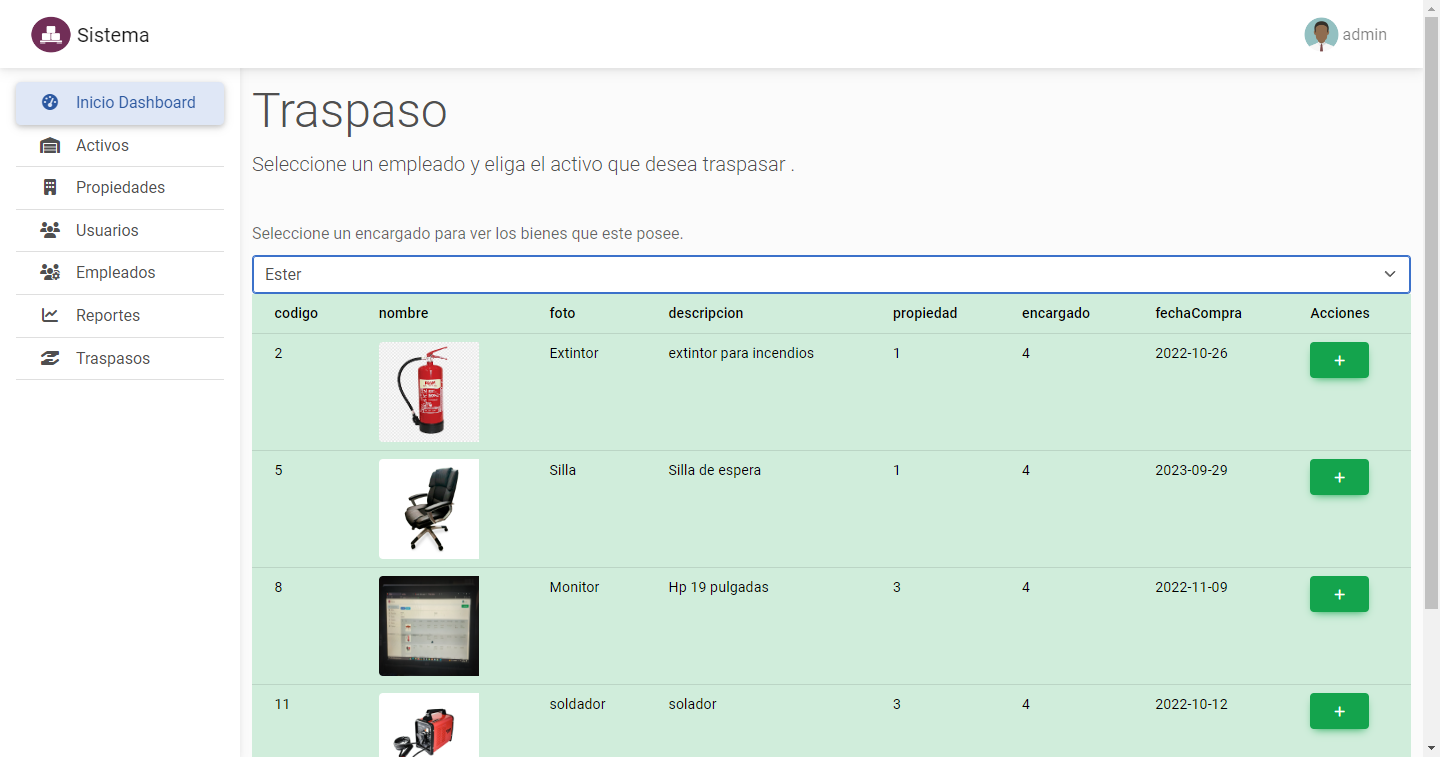 Sistema
admin
Inicio Dashboard
Activos
Propiedades
Usuarios
Empleados
Reportes
Traspasos
Traspaso
Seleccione un empleado y eliga el activo que desea traspasar .
Seleccione un encargado para ver los bienes que este posee.
Ester
codigo nombre foto descripcion propiedad encargado fechaCompra Acciones
2 Extintor extintor para incendios 1 4 2022-10-26 +
5 Silla Silla de espera 1 4 2023-09-29 +
8 Monitor Hp 19 pulgadas 3 4 2022-11-09 +
11 soldador solador 3 4 2022-10-12 +